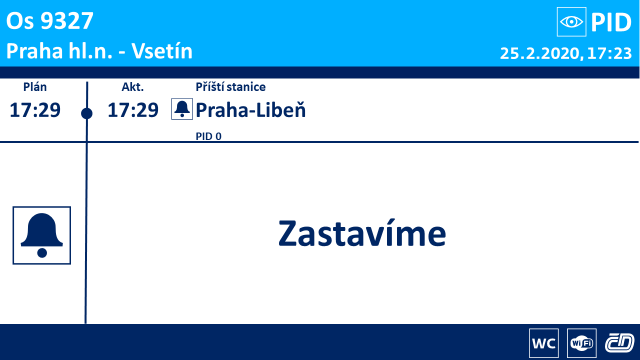 Os 9327
PID
Praha hl.n. - Vsetín
25.2.2020, 17:23
Plán
Akt.
Příští stanice
17:29
17:29
Praha-Libeň
PID 0
Zastavíme
WC
WiFi
ČD